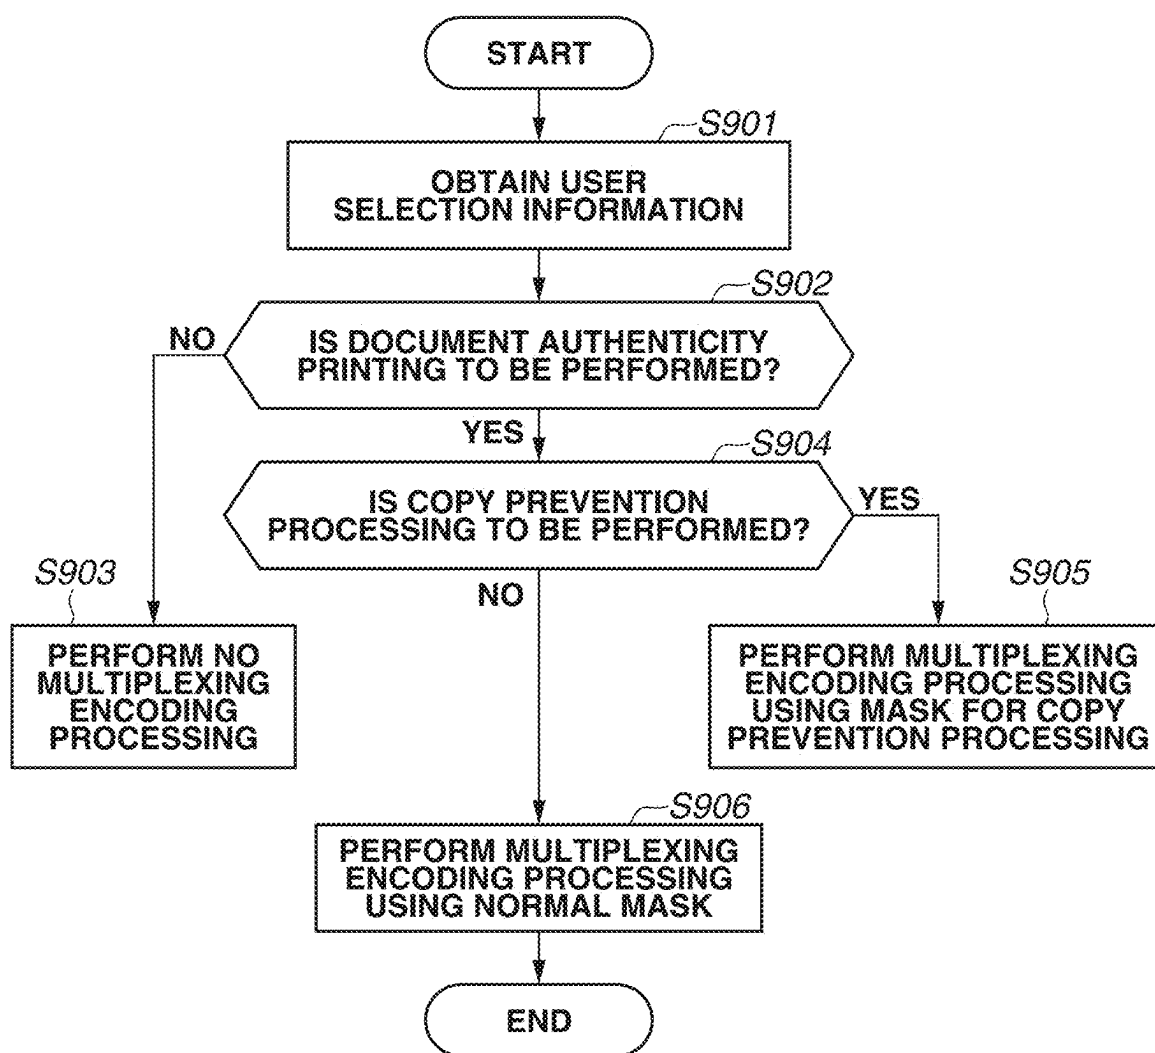 START
S901
OBTAIN USER
SELECTION INFORMATION
S902
NO
IS DOCUMENT AUTHENTICITY
PRINTING TO BE PERFORMED?
YES
S904
IS COPY PREVENTION
PROCESSING TO BE PERFORMED?
YES
S903
NO
S905
PERFORM NO
MULTIPLEXING
ENCODING
PROCESSING
PERFORM MULTIPLEXING
ENCODING PROCESSING
USING MASK FOR COPY
PREVENTION PROCESSING
S906
PERFORM MULTIPLEXING
ENCODING PROCESSING
USING NORMAL MASK
END